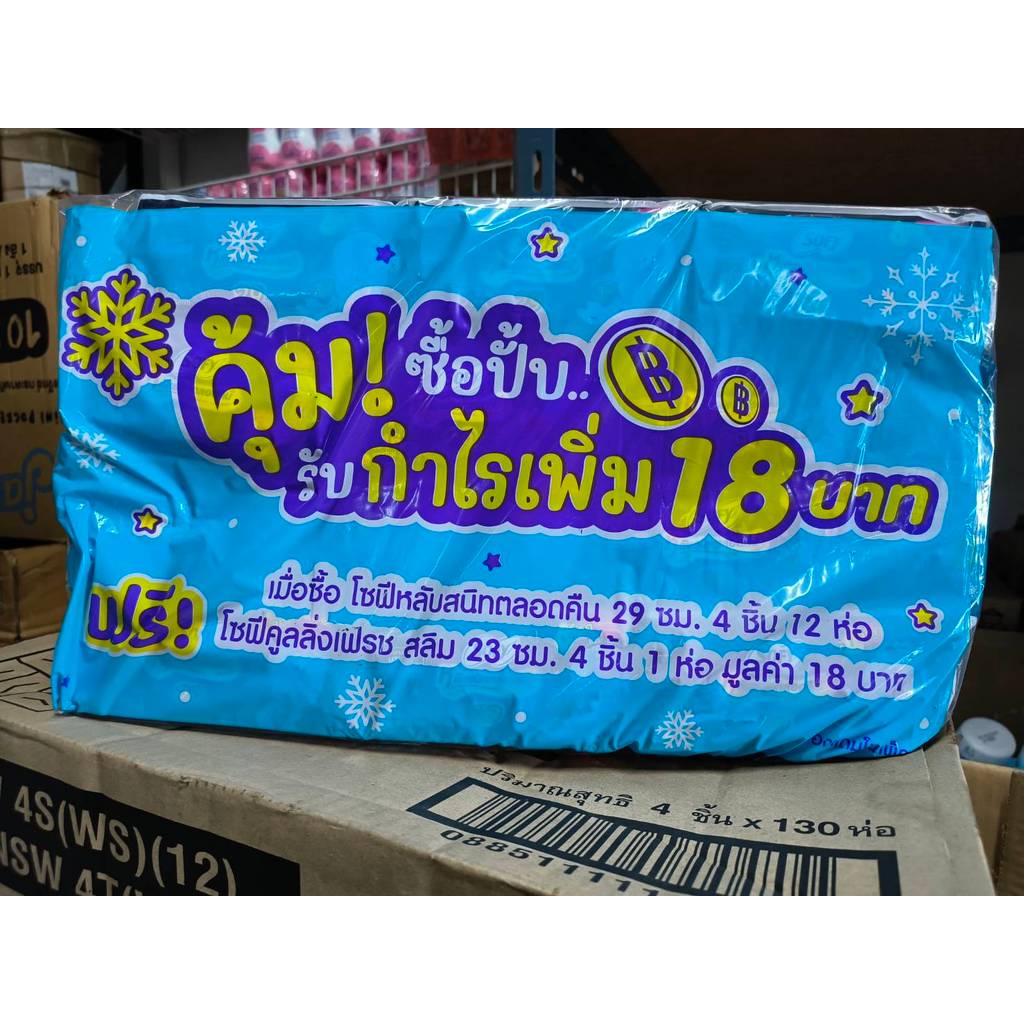 คุ้ม! ซื้อปั้บ..
รับกำไรเพิ่ม 18 บาท
ฟรี!
เมื่อซื้อ โซฟีหลับสนิทตลอดคืน 29 ซม. 4 ชิ้น 12 ห่อ
โซฟีคูลลิ่งเฟรช สลิม 23 ซม. 4 ชิ้น 1 ห่อ มูลค่า 18 บาท
ปริมาณสุทธิ 4 ชิ้น x 130 ห่อ
4S(WS)(12)
NSW 4T
08851111
10